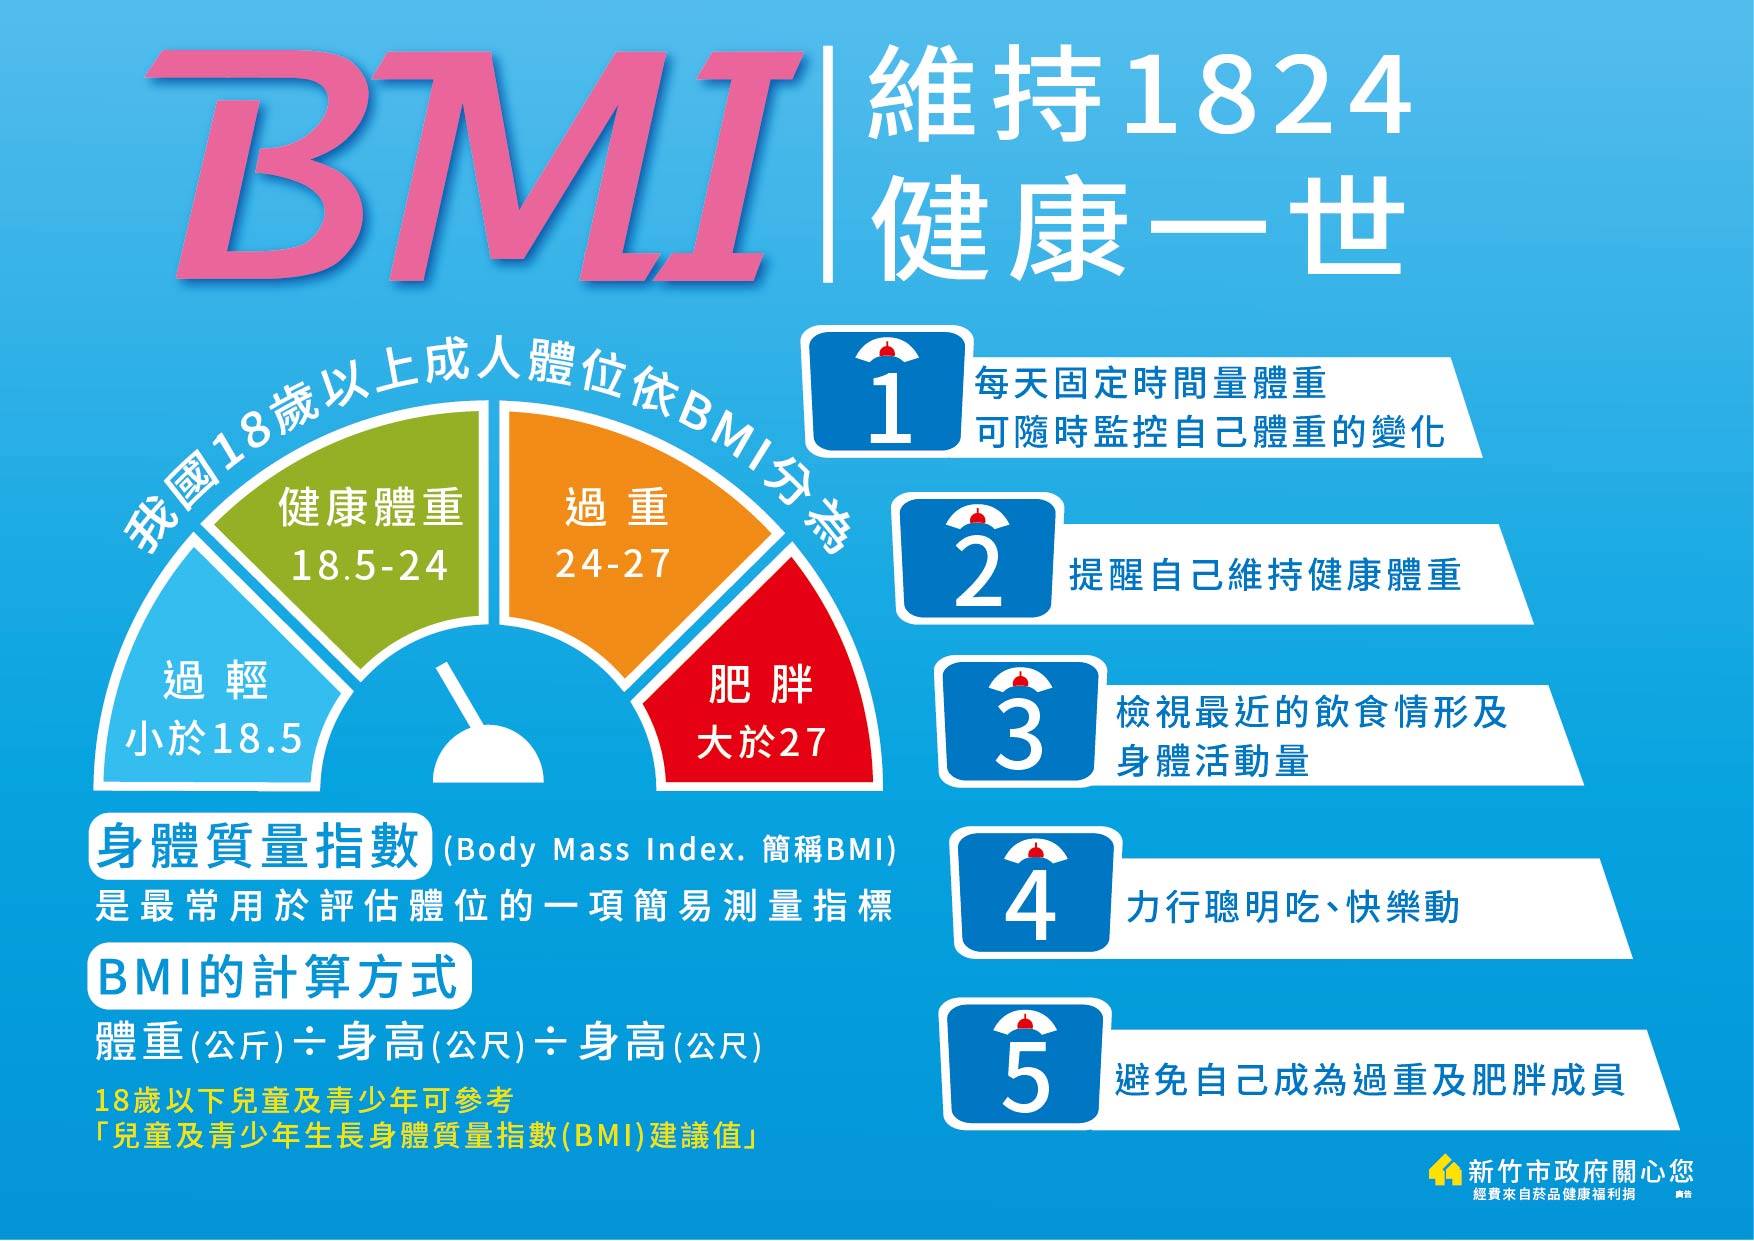 BMI
維持1824
健康一世
我國18歲以上成人體位依BMI分為
過輕
小於18.5
健康體重
18.5-24
過重
24-27
肥胖
大於27
身體質量指數 (Body Mass Index. 簡稱BMI)
是最常用於評估體位的一項簡易測量指標
BMI的計算方式
體重(公斤)÷身高(公尺)÷身高(公尺)
18歲以下兒童及青少年可參考
「兒童及青少年生長身體質量指數(BMI)建議值」
1
每天固定時間量體重
可隨時監控自己體重的變化
2
提醒自己維持健康體重
3
檢視最近的飲食情形及
身體活動量
4
力行聰明吃、快樂動
5
避免自己成為過重及肥胖成員
新竹市政府關心您
經費來自菸品健康福利捐 廣告